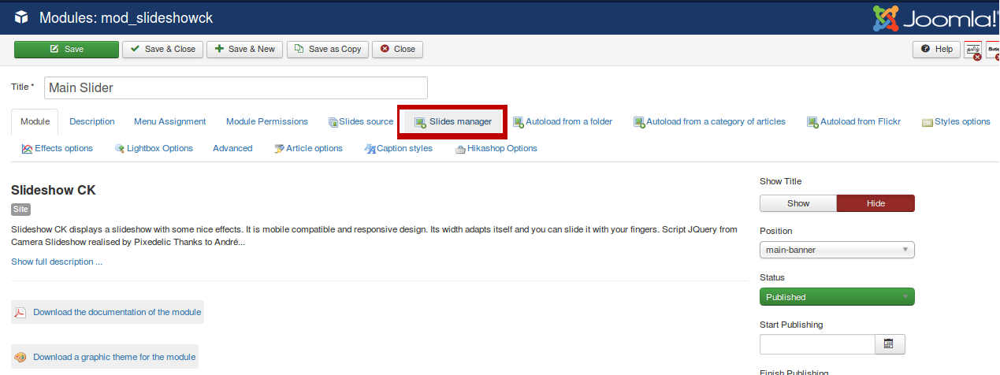 Modules: mod_slideshowck
Joomla!
Save
Save & Close
Save & New
Save as Copy
Close
Help
தமிழ்
Title *
Main Slider
Module
Description
Menu Assignment
Module Permissions
Slides source
Slides manager
Autoload from a folder
Autoload from a category of articles
Autoload from Flickr
Styles options
Effects options
Lightbox Options
Advanced
Article options
Caption styles
Hikashop Options
Slideshow CK
Site
Slideshow CK displays a slideshow with some nice effects. It is mobile compatible and responsive design. Its width adapts itself and you can slide it with your fingers. Script JQuery from
Camera Slideshow realised by Pixedelic Thanks to André...
Show full description ...
Download the documentation of the module
Download a graphic theme for the module
Show Title
Show
Hide
Position
main-banner
Status
Published
Start Publishing
Finish Publishing